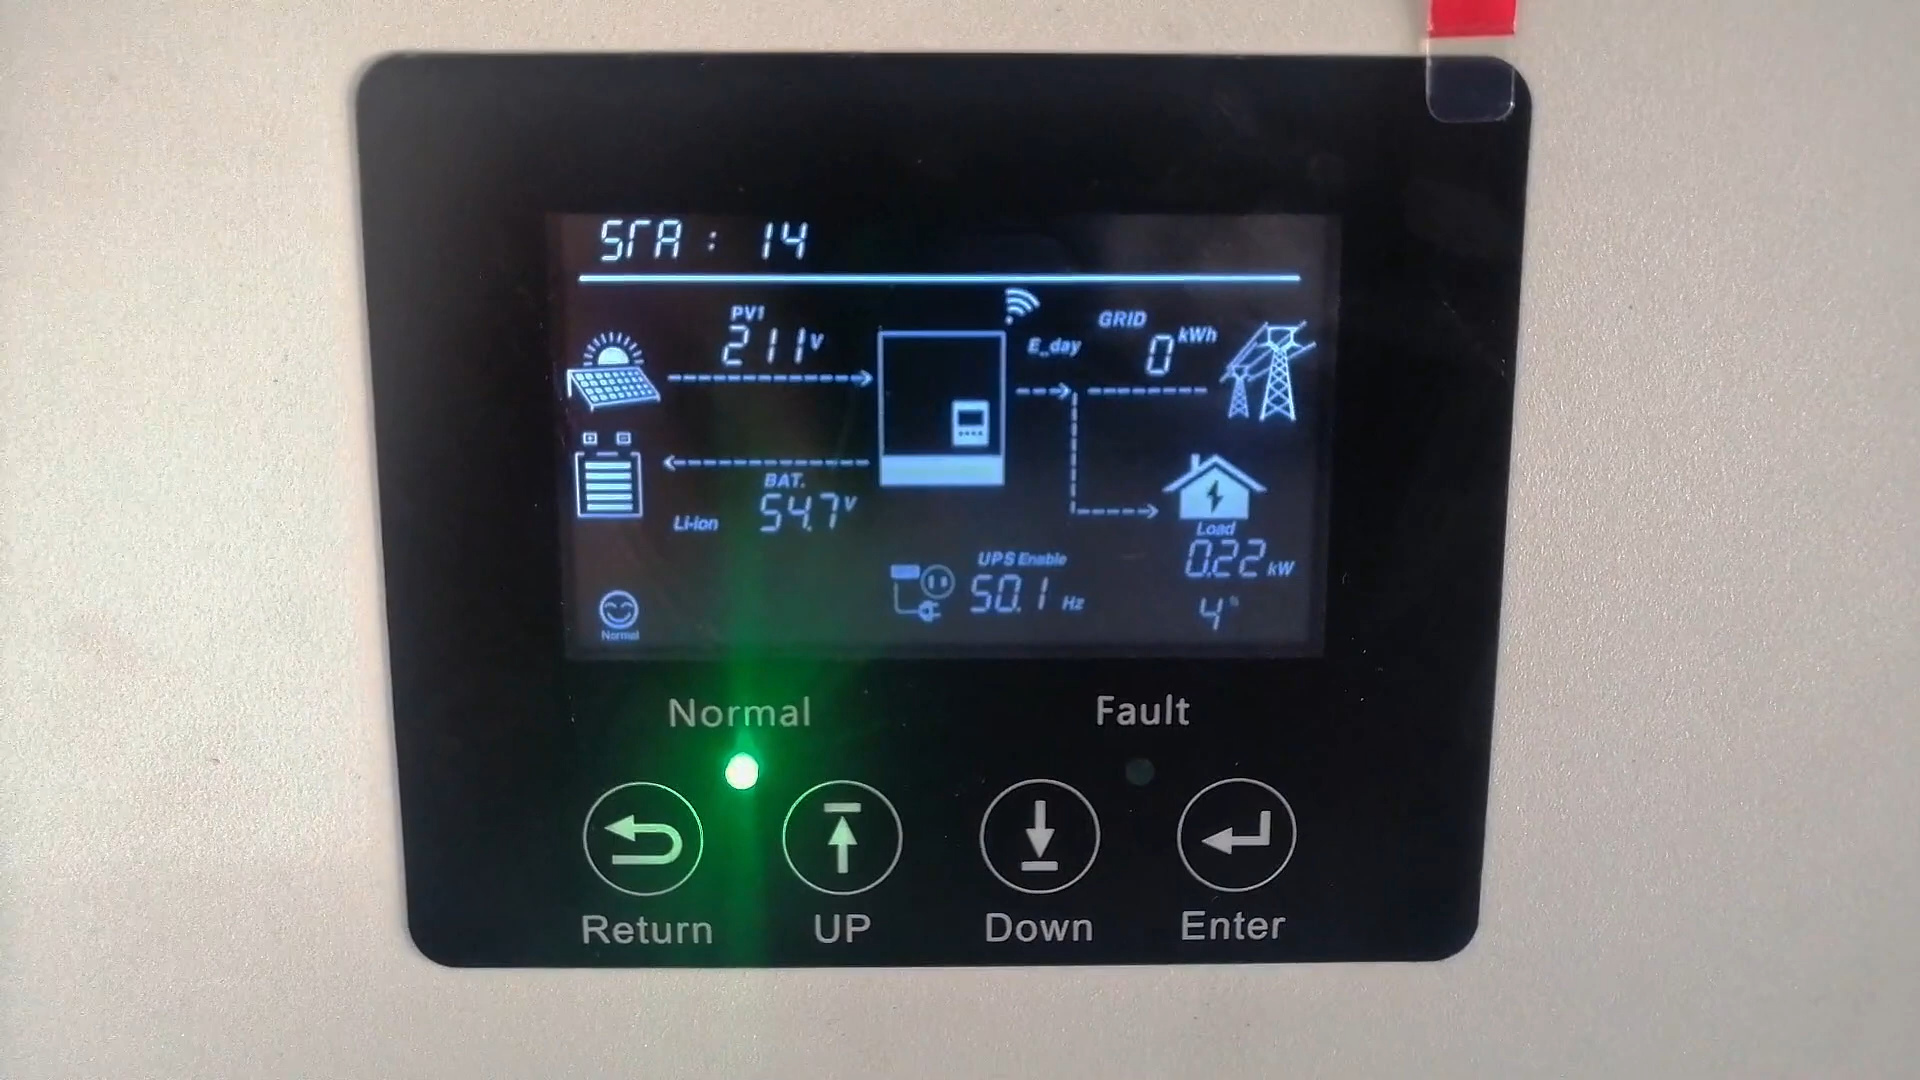 STA : 14
PV1
211V
E_day
GRID
0 kWh
BAT.
Li-ion 54.7V
Load
0.22 kW
4%
UPS Enable
50.1 Hz
Normal
Normal
Fault
Return
UP
Down
Enter